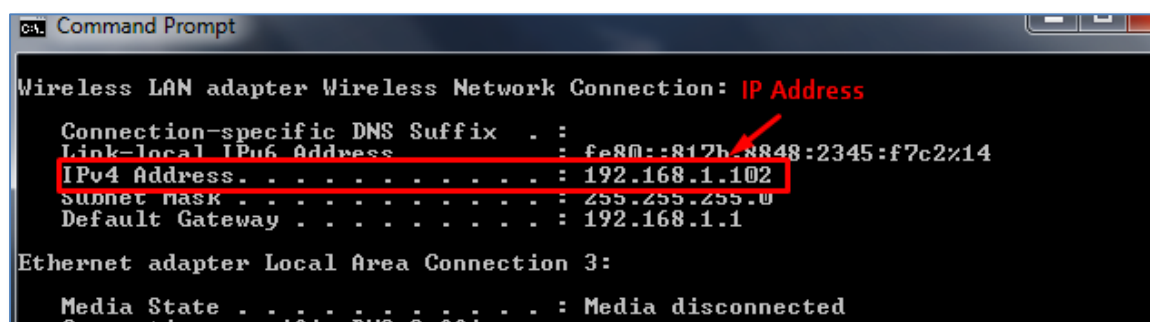 Command Prompt
Wireless LAN adapter Wireless Network Connection: IP Address
Connection-specific DNS Suffix . :
Link-local IPv6 Address : fe80::817b:8848:2345:f7c2%14
IPv4 Address. . . . . . . . . . . : 192.168.1.102
Subnet Mask . . . . . . . . . . . : 255.255.255.0
Default Gateway . . . . . . . . . : 192.168.1.1
Ethernet adapter Local Area Connection 3:
Media State . . . . . . . . . . . : Media disconnected